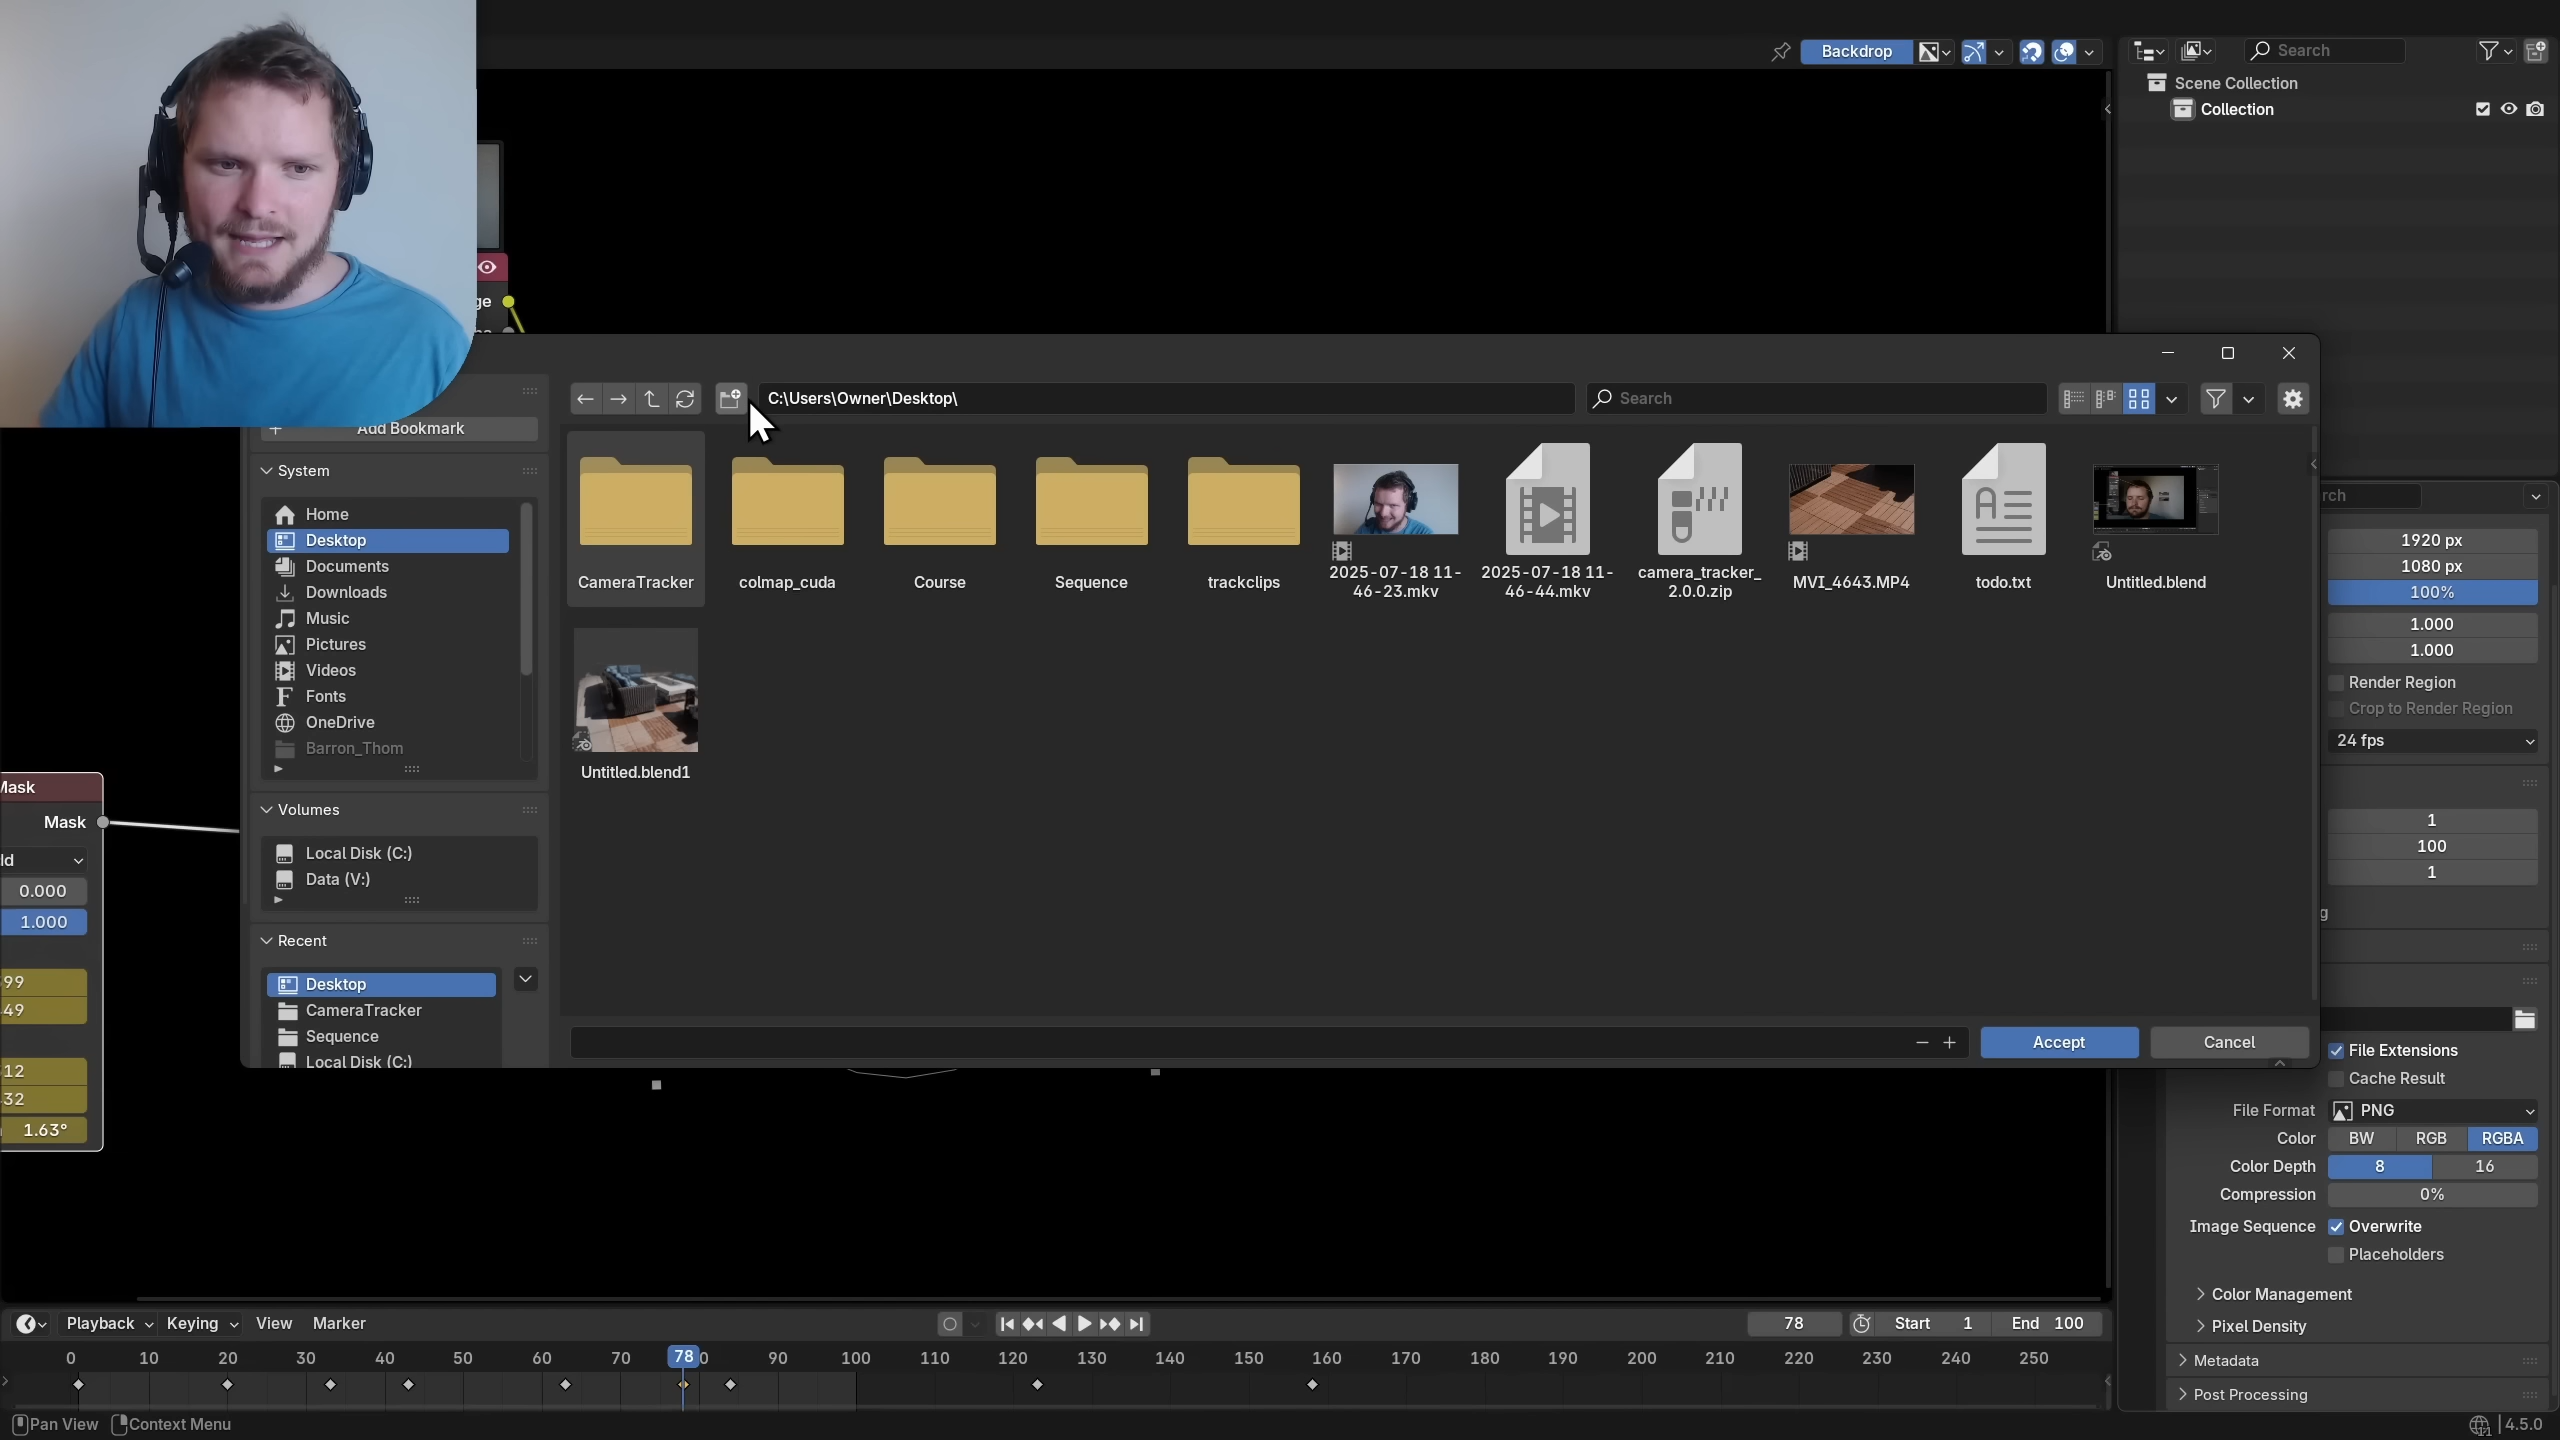 Backdrop
Search
Scene Collection
Collection
C:\Users\Owner\Desktop\
Search
Add Bookmark
System
Home
Desktop
Documents
Downloads
Music
Pictures
Videos
Fonts
OneDrive
Barron_Thom
Volumes
Local Disk (C:)
Data (V:)
Recent
Desktop
CameraTracker
Sequence
Local Disk (C:)
CameraTracker
colmap_cuda
Course
Sequence
trackclips
2025-07-18 11-
46-23.mkv
2025-07-18 11-
46-44.mkv
camera_tracker_
2.0.0.zip
MVI_4643.MP4
todo.txt
Untitled.blend
Untitled.blend1
Accept
Cancel
Mask
Mask
0.000
1.000
99
49
12
32
1.63°
1920 px
1080 px
100%
1.000
1.000
Render Region
Crop to Render Region
24 fps
1
100
1
File Extensions
Cache Result
File Format PNG
Color BW RGB RGBA
Color Depth 8 16
Compression 0%
Image Sequence Overwrite
Placeholders
Color Management
Pixel Density
Metadata
Post Processing
Playback Keying View Marker
78 Start 1 End 100
0 10 20 30 40 50 60 70 78 0 90 100 110 120 130 140 150 160 170 180 190 200 210 220 230 240 250
Pan View Context Menu
4.5.0